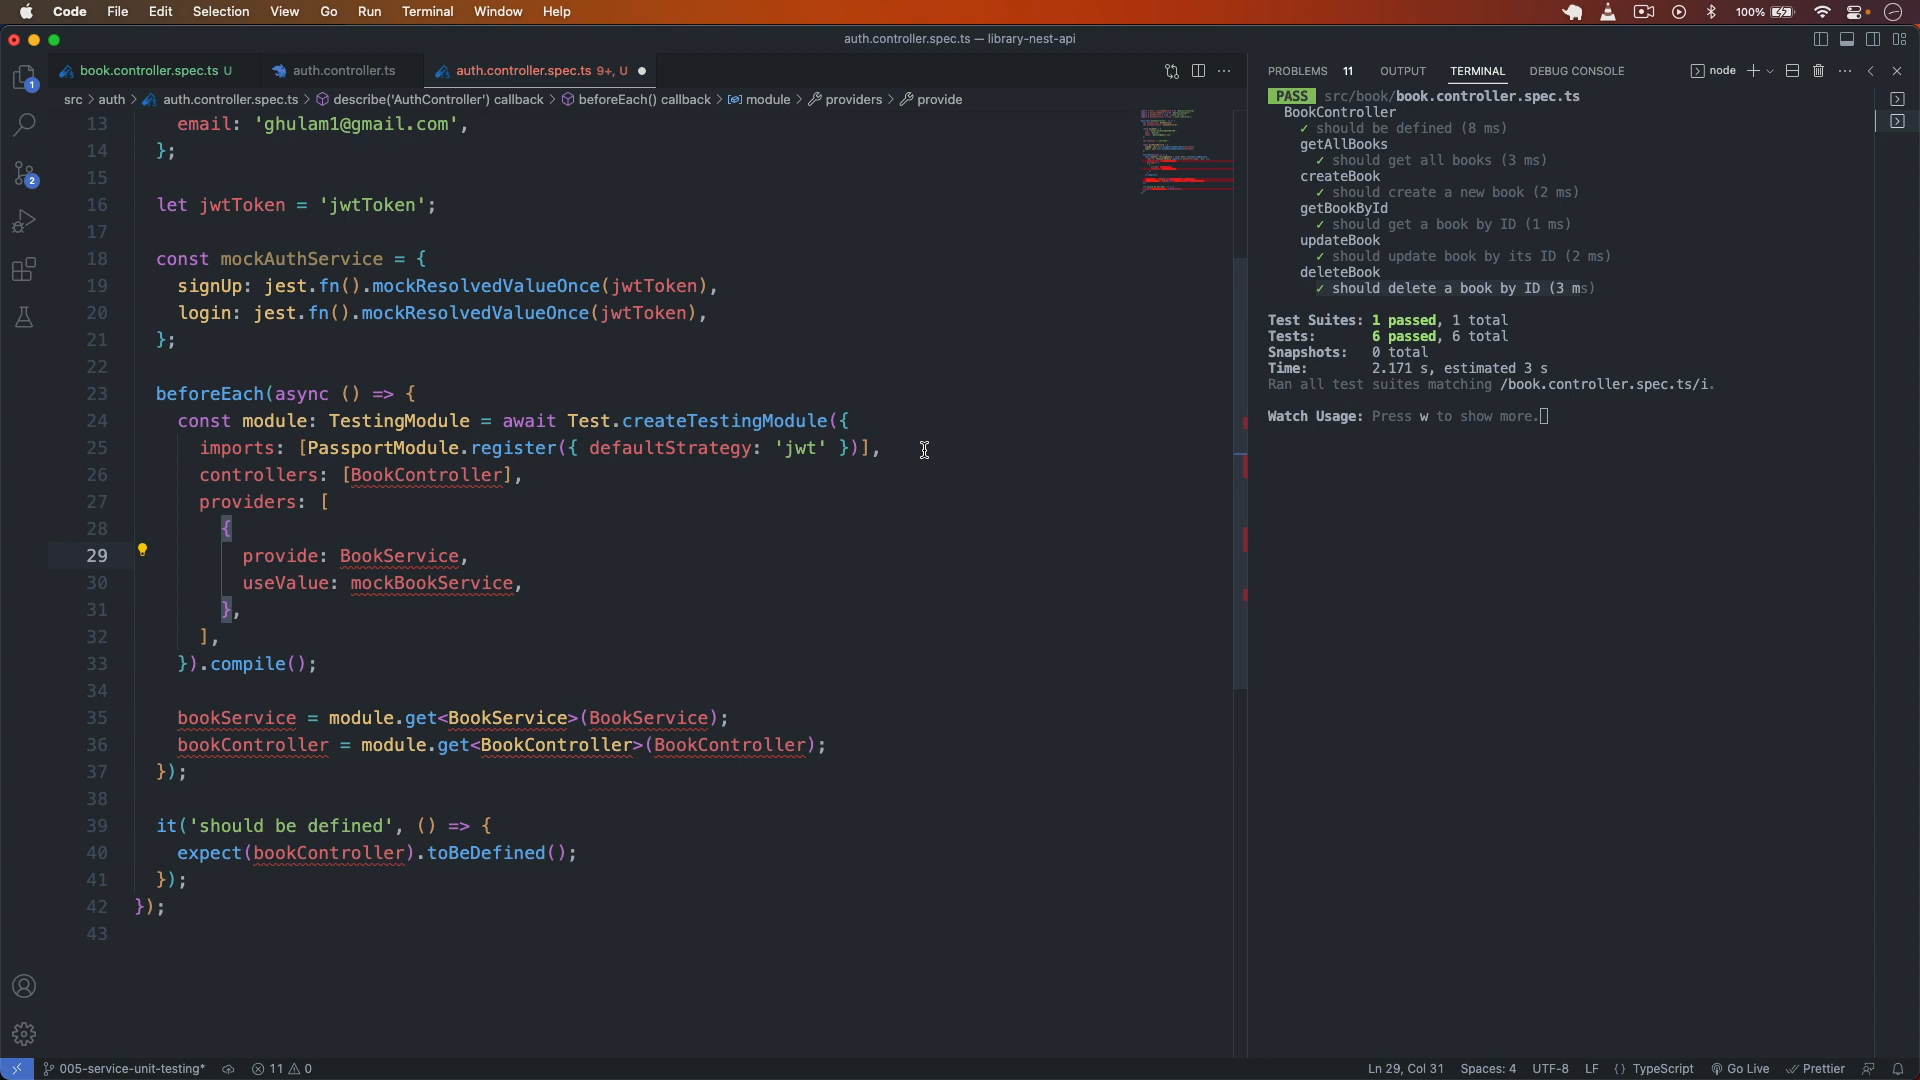 Code File Edit Selection View Go Run Terminal Window Help 100%
auth.controller.spec.ts — library-nest-api
book.controller.spec.ts U auth.controller.ts auth.controller.spec.ts 9+, U
src > auth > auth.controller.spec.ts > describe('AuthController') callback > beforeEach() callback > module > providers > provide
13 email: 'ghulam1@gmail.com',
14 };
15
16 let jwtToken = 'jwtToken';
17
18 const mockAuthService = {
19 signUp: jest.fn().mockResolvedValueOnce(jwtToken),
20 login: jest.fn().mockResolvedValueOnce(jwtToken),
21 };
22
23 beforeEach(async () => {
24 const module: TestingModule = await Test.createTestingModule({
25 imports: [PassportModule.register({ defaultStrategy: 'jwt' })],
26 controllers: [BookController],
27 providers: [
28 {
29 provide: BookService,
30 useValue: mockBookService,
31 },
32 ],
33 }).compile();
34
35 bookService = module.get<BookService>(BookService);
36 bookController = module.get<BookController>(BookController);
37 });
38
39 it('should be defined', () => {
40 expect(bookController).toBeDefined();
41 });
42 });
43
PROBLEMS 11 OUTPUT TERMINAL DEBUG CONSOLE node
PASS src/book/book.controller.spec.ts
BookController
✓ should be defined (8 ms)
getAllBooks
✓ should get all books (3 ms)
createBook
✓ should create a new book (2 ms)
getBookById
✓ should get a book by ID (1 ms)
updateBook
✓ should update book by its ID (2 ms)
deleteBook
✓ should delete a book by ID (3 ms)
Test Suites: 1 passed, 1 total
Tests: 6 passed, 6 total
Snapshots: 0 total
Time: 2.171 s, estimated 3 s
Ran all test suites matching /book.controller.spec.ts/i.
Watch Usage: Press w to show more.
1
2
005-service-unit-testing* 11 0 Ln 29, Col 31 Spaces: 4 UTF-8 LF {} TypeScript Go Live Prettier